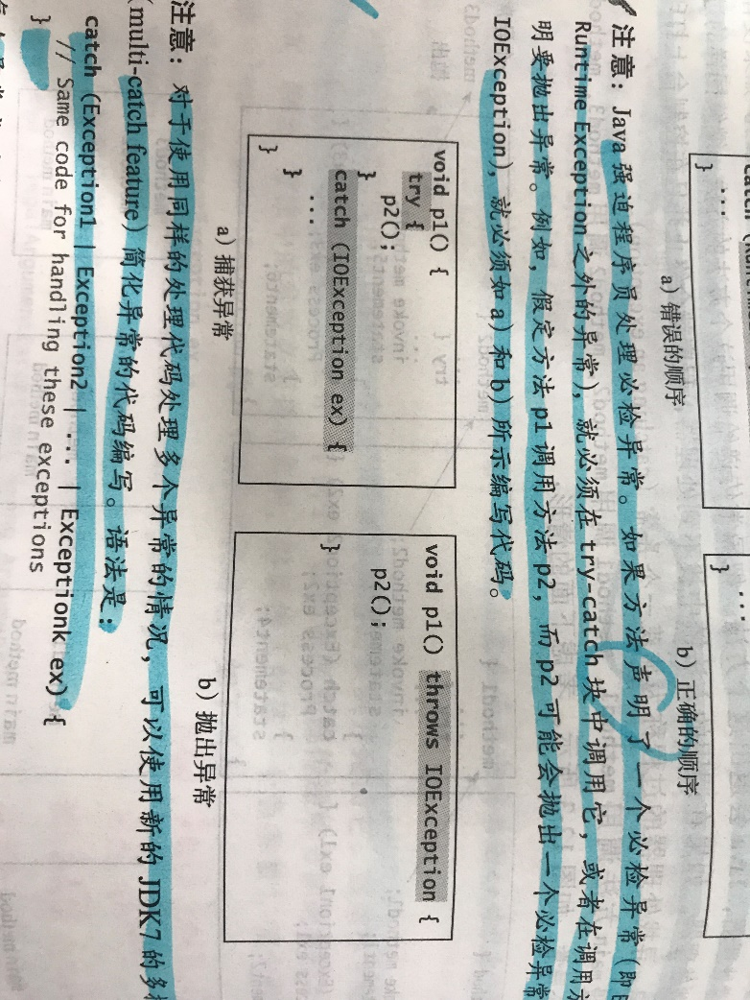 ...
}
a) 错误的顺序
...
}
b) 正确的顺序
注意：Java 强迫程序员处理必检异常。如果方法声明了一个必检异常（即
Runtime Exception 之外的异常），就必须在 try-catch 块中调用它，或者在调用
明要抛出异常。例如，假定方法 p1 调用方法 p2，而 p2 可能会抛出一个必检异常
IOException），就必须如 a）和 b）所示编写代码。
void p1() {
try {
p2();
}
catch (IOException ex) {
...
}
}
a) 捕获异常
void p1() throws IOException {
p2();
}
b) 抛出异常
注意：对于使用同样的处理代码处理多个异常的情况，可以使用新的 JDK7 的多
(multi-catch feature) 简化异常的代码编写。语法是：
catch (Exception1 | Exception2 | ... | Exceptionk ex) {
// Same code for handling these exceptions
}